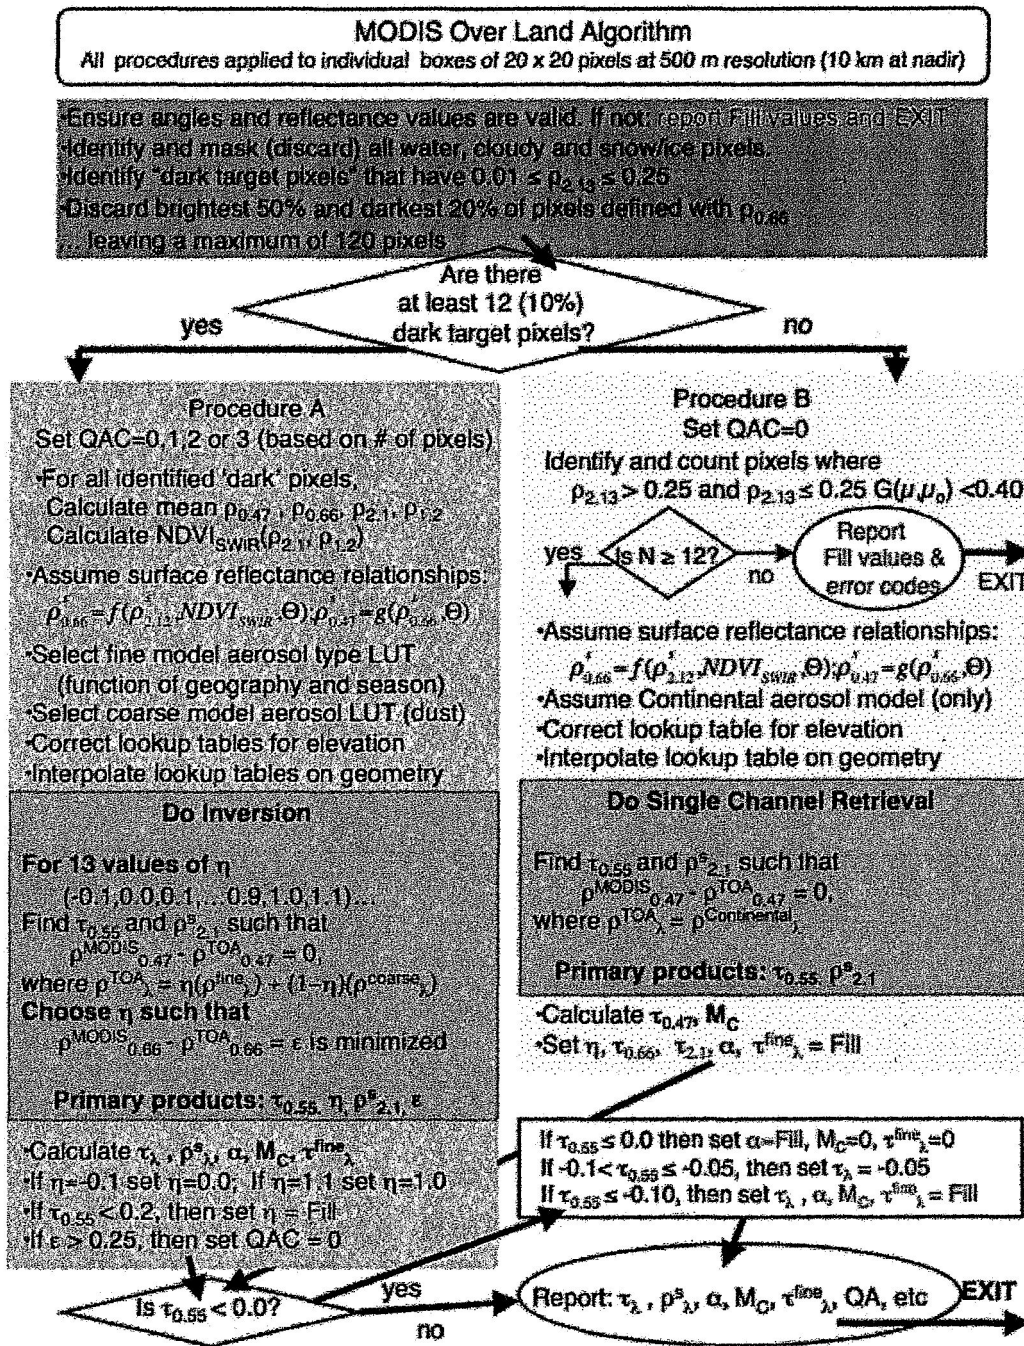 MODIS Over Land Algorithm
All procedures applied to individual boxes of 20 x 20 pixels at 500 m resolution (10 km at nadir)
•Ensure angles and reflectance values are valid. If not: report Fill values and EXIT
•Identify and mask (discard) all water, cloudy and snow/ice pixels.
•Identify "dark target pixels" that have 0.01 ≤ ρ2.13 ≤ 0.25
•Discard brightest 50% and darkest 20% of pixels defined with ρ0.66
... leaving a maximum of 120 pixels
Are there
at least 12 (10%)
dark target pixels?
yes
no
Procedure A
Set QAC=0,1,2 or 3 (based on # of pixels)
•For all identified 'dark' pixels,
Calculate mean ρ0.47, ρ0.66, ρ2.1, ρ1.2
Calculate NDVISWIR(ρ2.1, ρ1.2)
•Assume surface reflectance relationships:
ρs0.66=f(ρs2.12,NDVISWIR,Θ);ρs0.47=g(ρs0.66,Θ)
•Select fine model aerosol type LUT
(function of geography and season)
•Select coarse model aerosol LUT (dust)
•Correct lookup tables for elevation
•Interpolate lookup tables on geometry
Do Inversion
For 13 values of η
(-0.1,0.0,0.1,...0.9,1.0,1.1)...
Find τ0.55 and ρs2.1 such that
ρMODIS0.47 - ρTOA0.47 = 0,
where ρTOAλ = η(ρfineλ) + (1-η)(ρcoarseλ)
Choose η such that
ρMODIS0.66 - ρTOA0.66 = ε is minimized
Primary products: τ0.55, η, ρs2.1, ε
•Calculate τλ, ρsλ, α, MC, τfineλ
•If η=-0.1 set η=0.0; If η=1.1 set η=1.0
•If τ0.55 < 0.2, then set η = Fill
•If ε > 0.25, then set QAC = 0
Is τ0.55 < 0.0?
yes
no
Procedure B
Set QAC=0
Identify and count pixels where
ρ2.13 > 0.25 and ρ2.13 ≤ 0.25 G(μ,μo) <0.40
yes
Is N ≥ 12?
no
Report
Fill values &
error codes
EXIT
•Assume surface reflectance relationships:
ρs0.66=f(ρs2.12,NDVISWIR,Θ);ρs0.47=g(ρs0.66,Θ)
•Assume Continental aerosol model (only)
•Correct lookup table for elevation
•Interpolate lookup table on geometry
Do Single Channel Retrieval
Find τ0.55 and ρs2.1 such that
ρMODIS0.47 - ρTOA0.47 = 0,
where ρTOAλ = ρContinentalλ
Primary products: τ0.55, ρs2.1
•Calculate τ0.47, MC
•Set η, τ0.66, τ2.1, α, τfineλ = Fill
If τ0.55 ≤ 0.0 then set α=Fill, MC=0, τfineλ=0
If -0.1< τ0.55 ≤ -0.05, then set τλ = -0.05
If τ0.55 ≤ -0.10, then set τλ, α, MC, τfineλ = Fill
Report: τλ, ρsλ, α, MC, τfineλ, QA, etc
EXIT